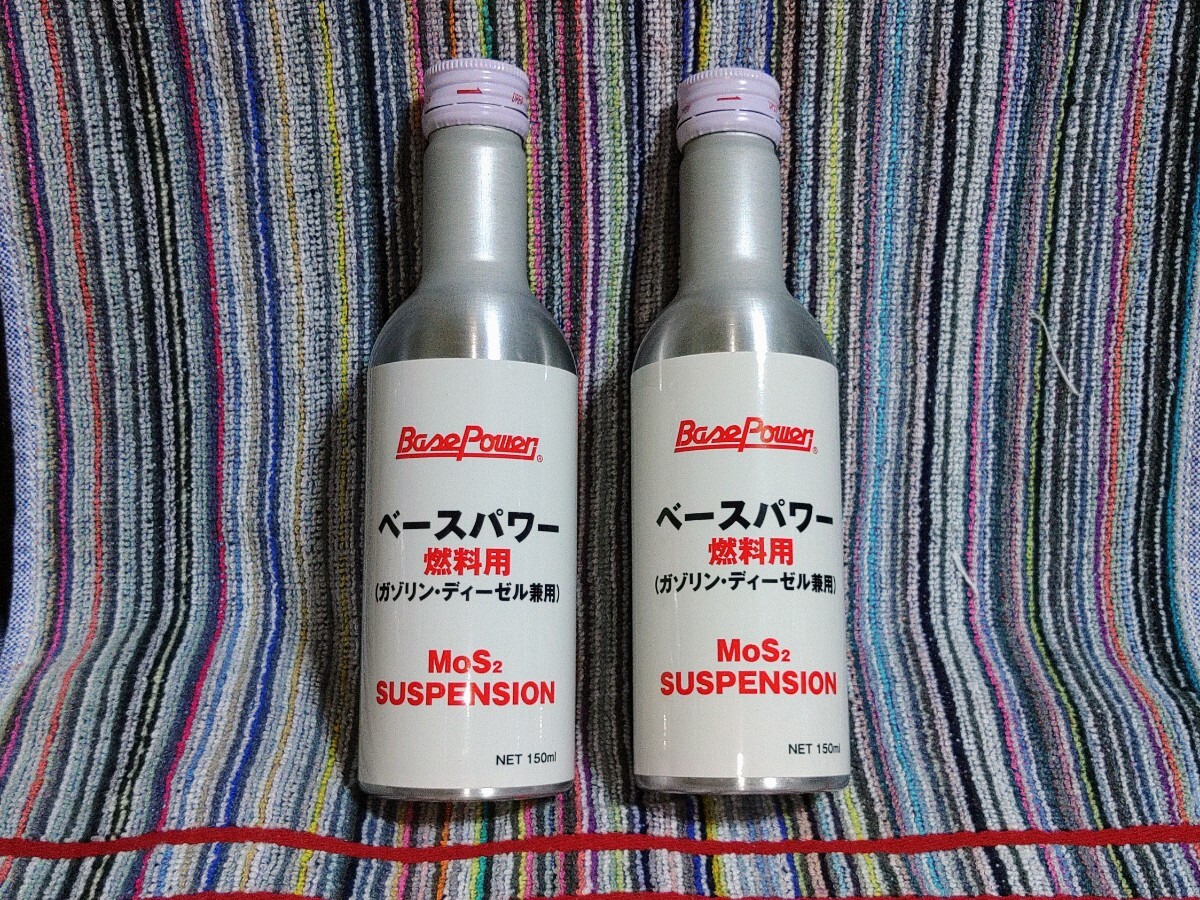 BasePower®
ベースパワー
燃料用
(ガゾリン・ディーゼル兼用)
MoS₂
SUSPENSION
NET 150ml
BasePower®
ベースパワー
燃料用
(ガゾリン・ディーゼル兼用)
MoS₂
SUSPENSION
NET 150ml